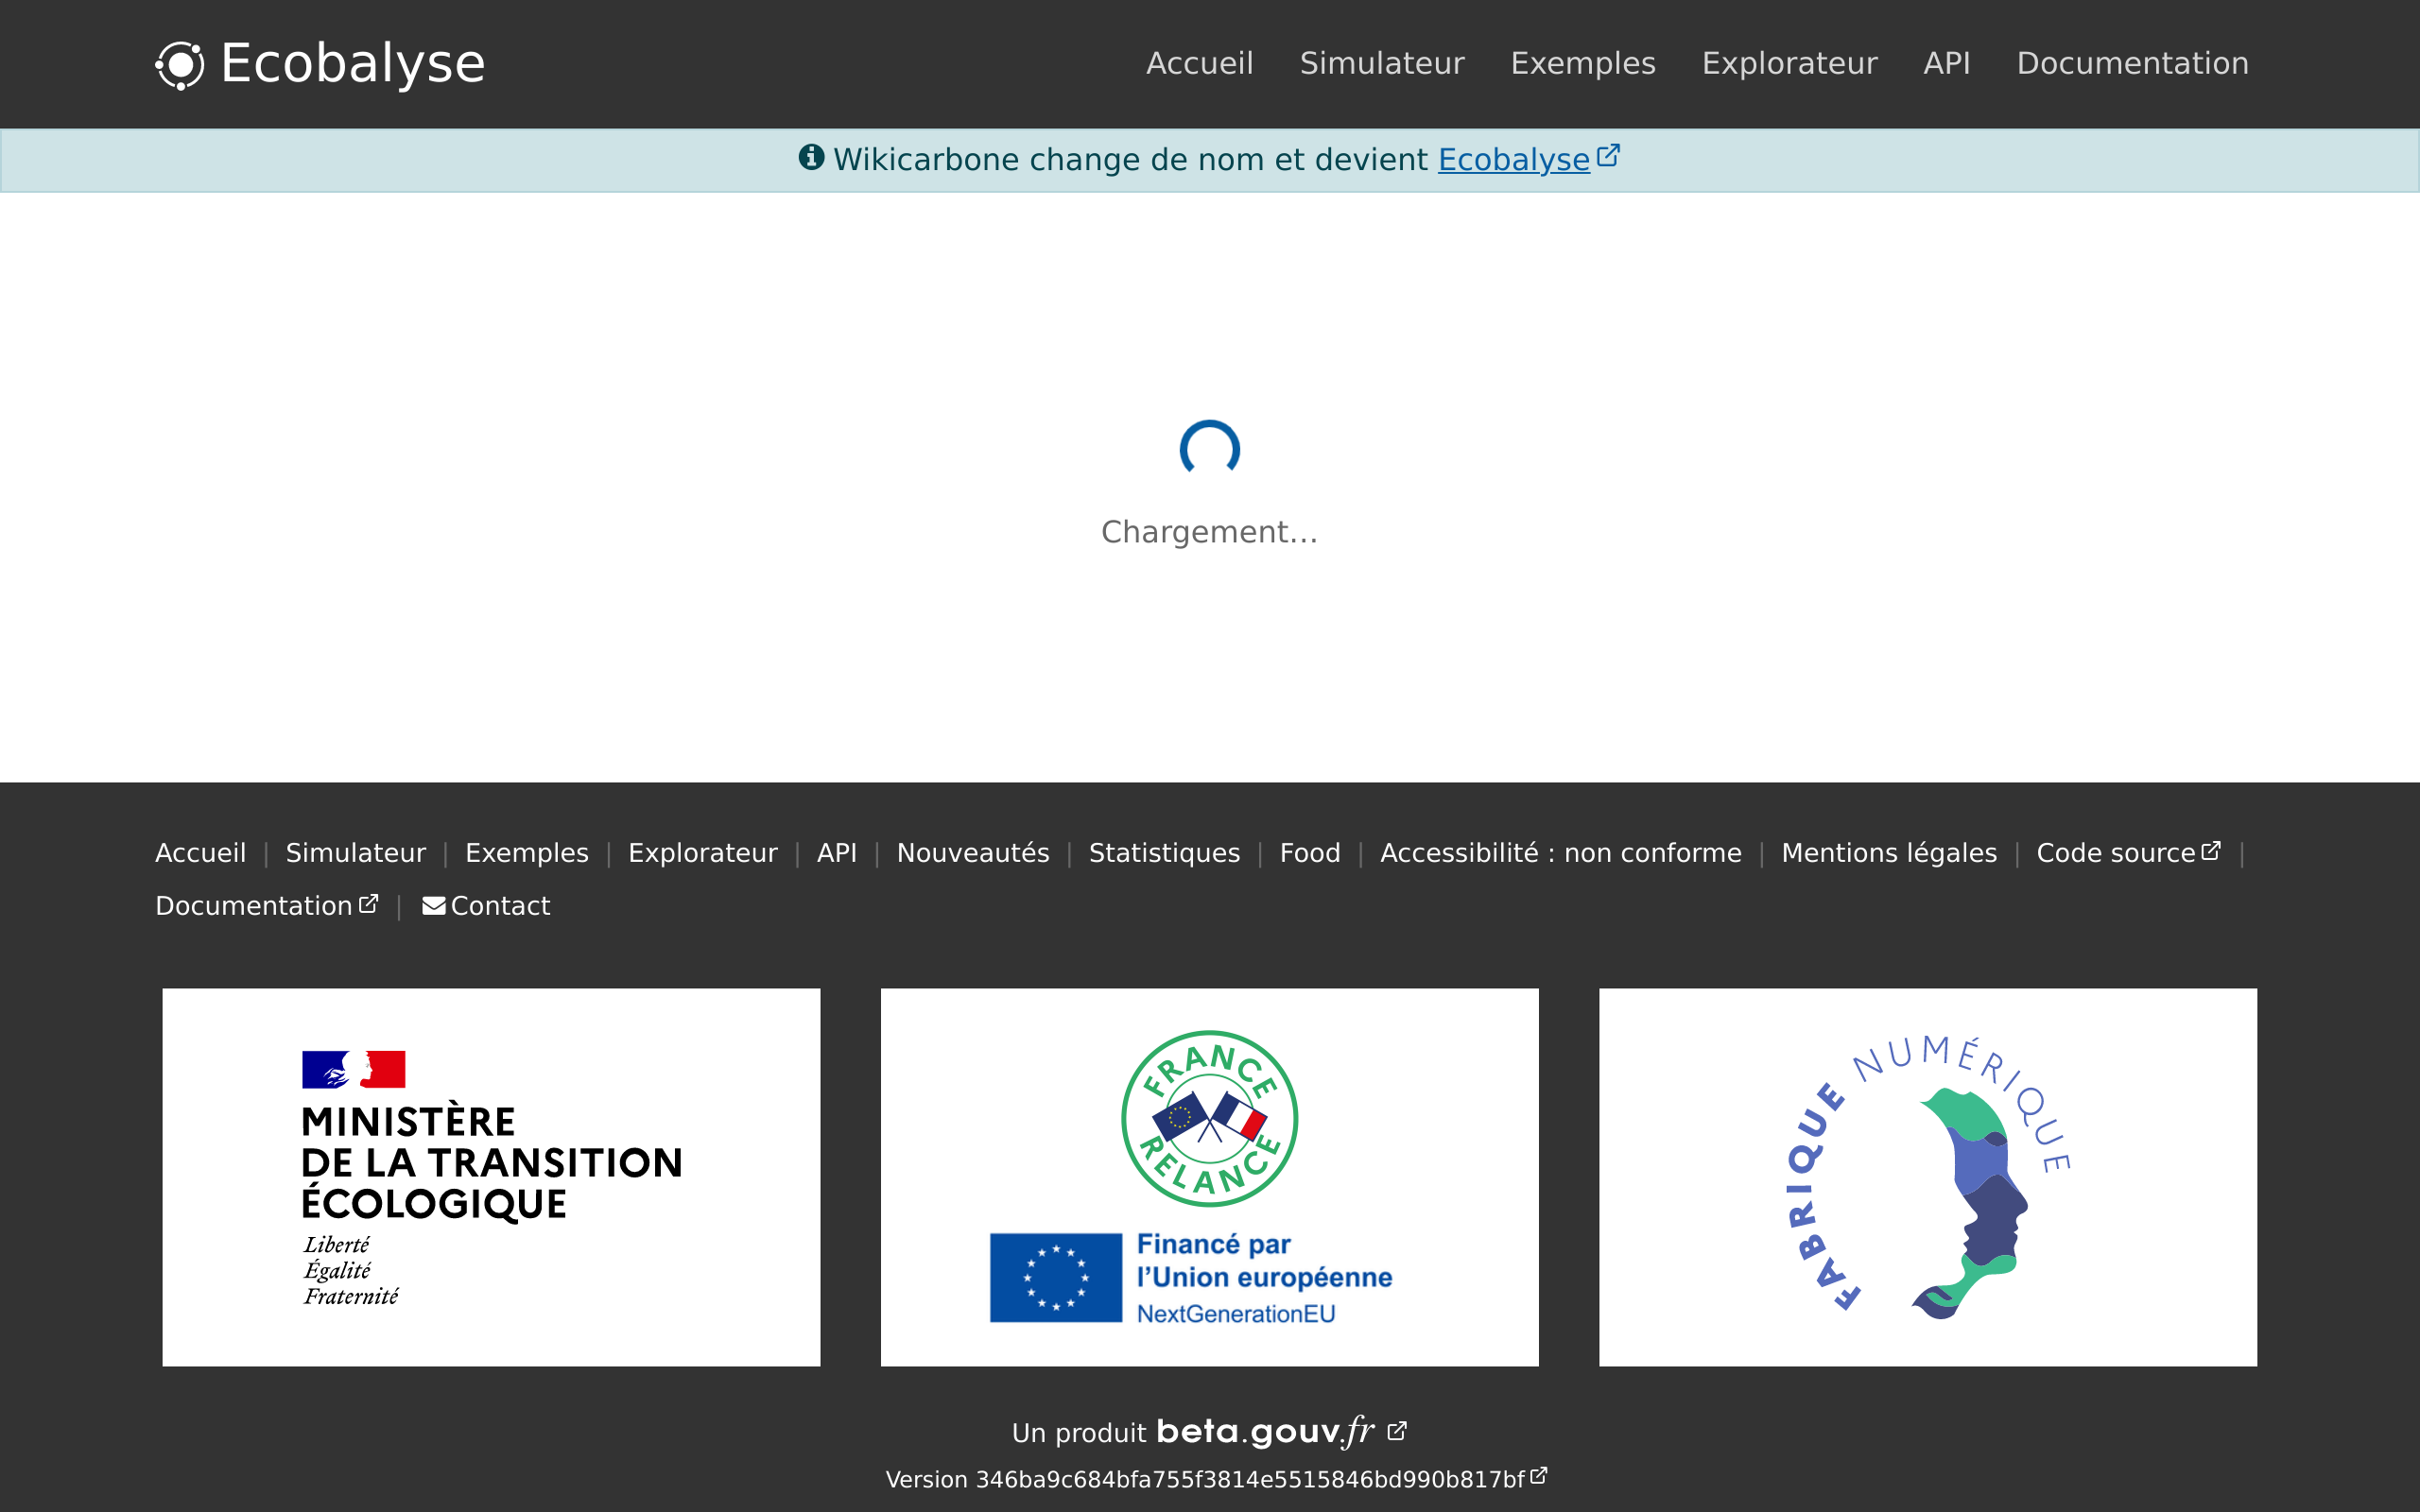 Ecobalyse
Accueil Simulateur Exemples Explorateur API Documentation
Wikicarbone change de nom et devient Ecobalyse
Chargement...
Accueil | Simulateur | Exemples | Explorateur | API | Nouveautés | Statistiques | Food | Accessibilité : non conforme | Mentions légales | Code source |
Documentation | Contact
MINISTÈRE
DE LA TRANSITION
ÉCOLOGIQUE
Liberté
Égalité
Fraternité
FRANCE
RELANCE
Financé par
l’Union européenne
NextGenerationEU
FABRIQUE NUMÉRIQUE
Un produit beta.gouv.fr
Version 346ba9c684bfa755f3814e5515846bd990b817bf